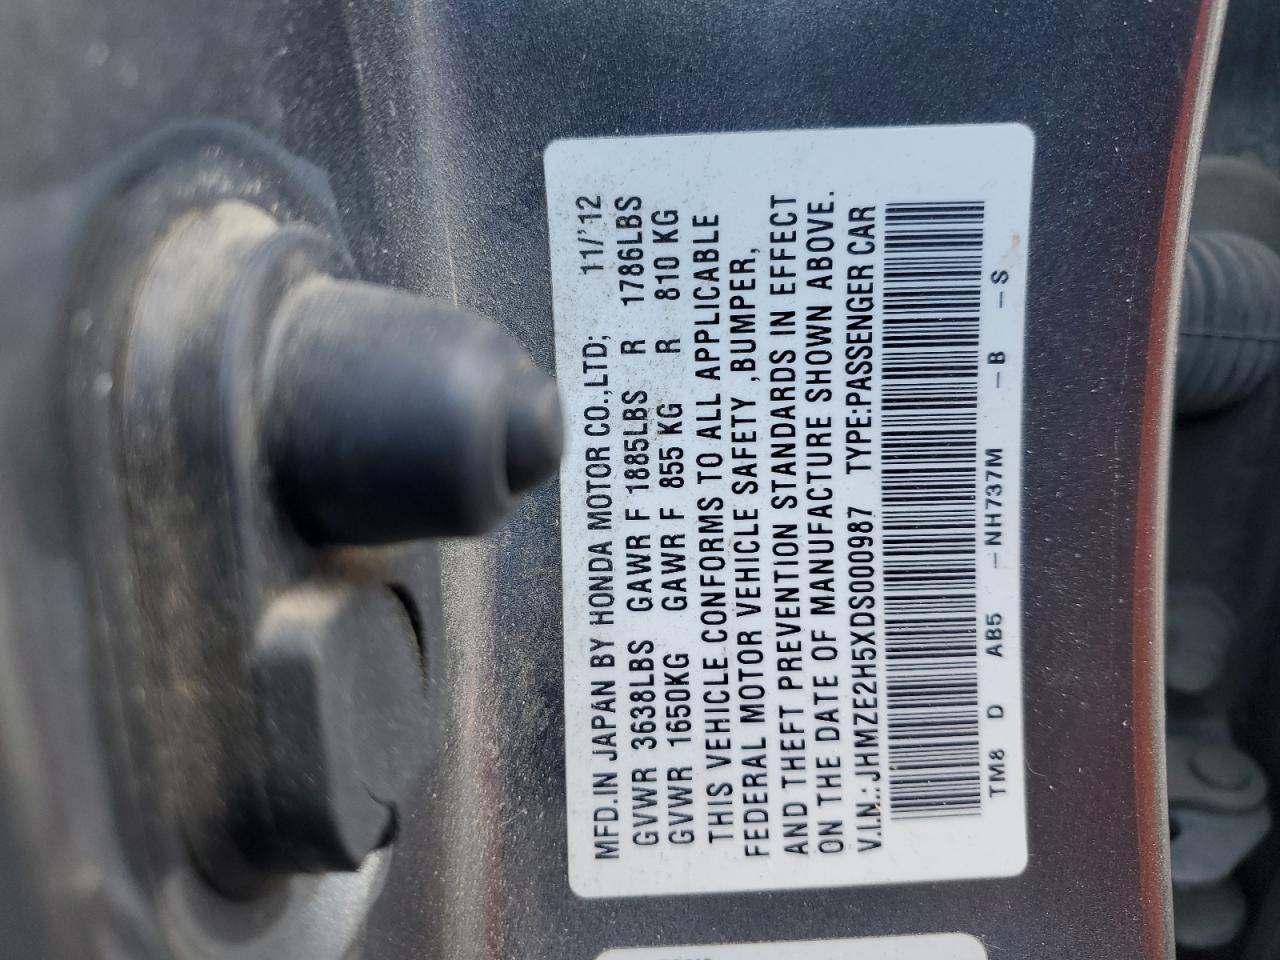 MFD.IN JAPAN BY HONDA MOTOR CO.,LTD; 11/'12
GVWR 3638LBS GAWR F 1885LBS R 1786LBS
GVWR 1650KG GAWR F 855 KG R 810 KG
THIS VEHICLE CONFORMS TO ALL APPLICABLE
FEDERAL MOTOR VEHICLE SAFETY ,BUMPER,
AND THEFT PREVENTION STANDARDS IN EFFECT
ON THE DATE OF MANUFACTURE SHOWN ABOVE.
V.I.N.:JHMZE2H5XDS000987 TYPE:PASSENGER CAR
TM8 D AB5 -NH737M -B -S